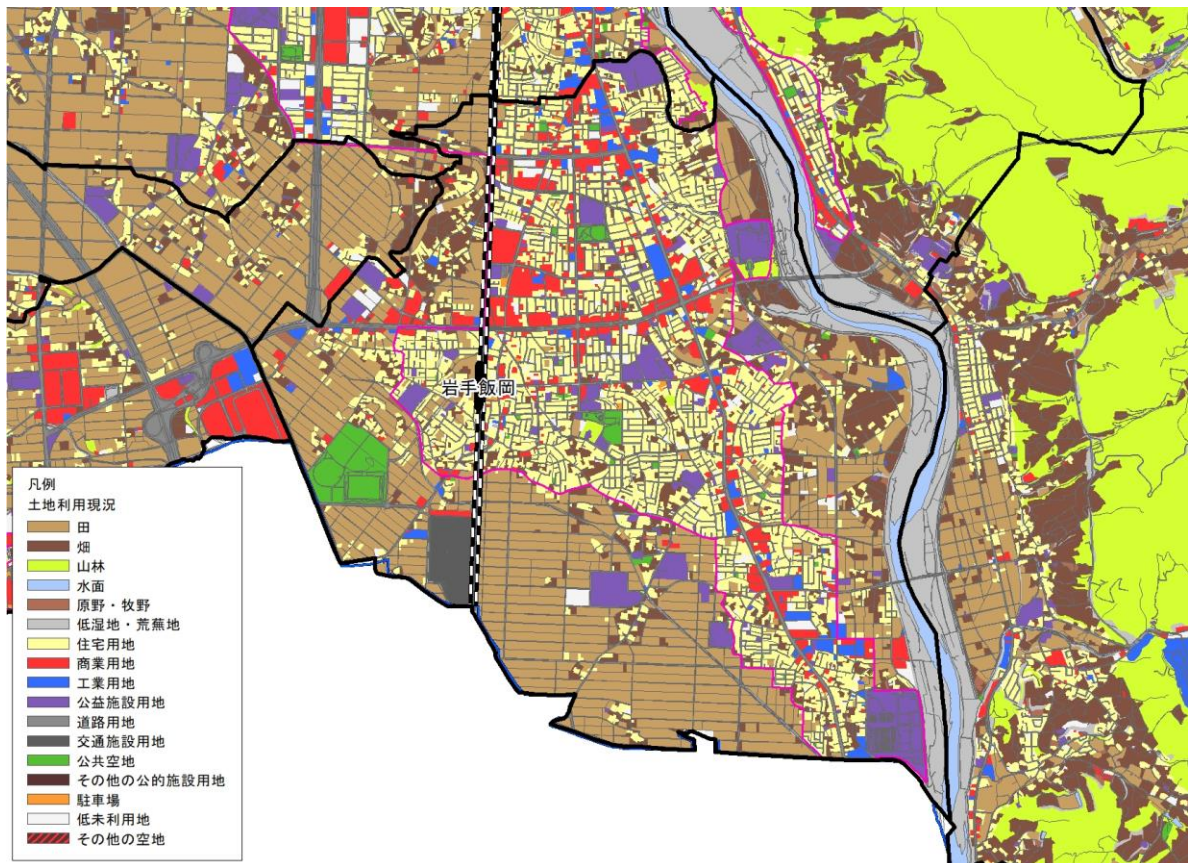 岩手飯岡
凡例
土地利用現況
田
畑
山林
水面
原野・牧野
低湿地・荒蕪地
住宅用地
商業用地
工業用地
公益施設用地
道路用地
交通施設用地
公共空地
その他の公的施設用地
駐車場
低未利用地
その他の空地